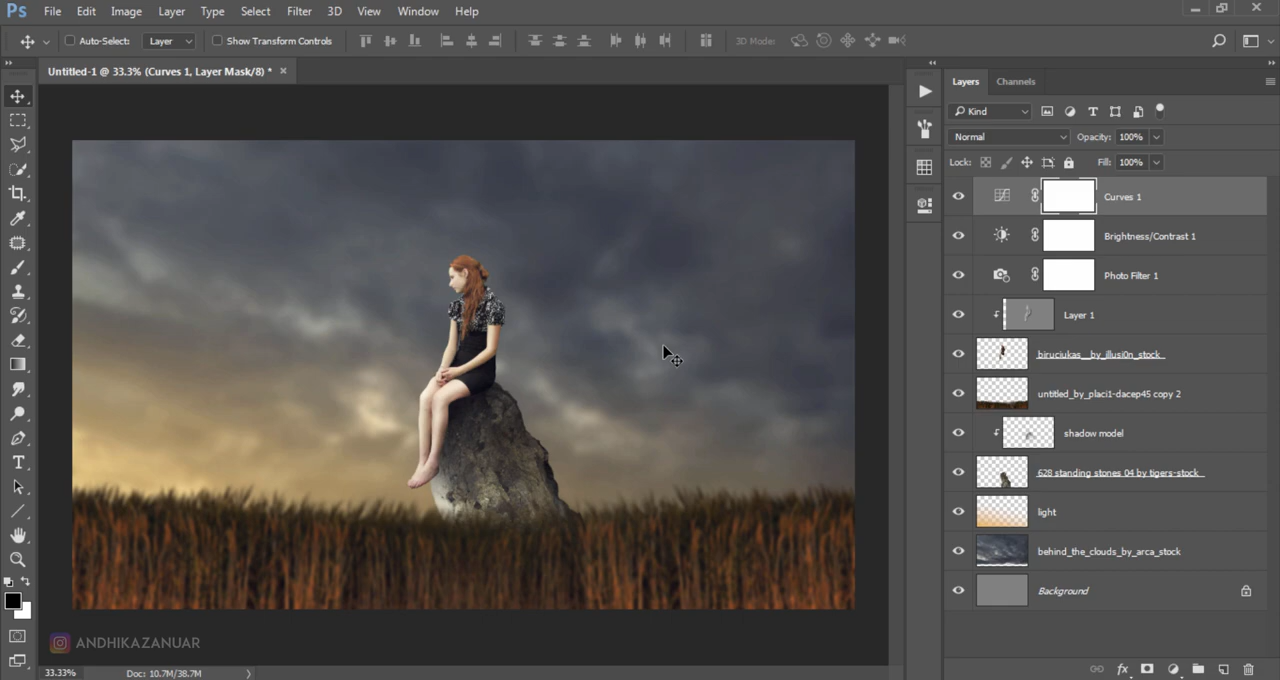 Ps File Edit Image Layer Type Select Filter 3D View Window Help
Auto-Select: Layer Show Transform Controls 3D Mode:
Untitled-1 @ 33.3% (Curves 1, Layer Mask/8) *
Layers Channels
Kind
Normal Opacity: 100%
Lock: Fill: 100%
Curves 1
Brightness/Contrast 1
Photo Filter 1
Layer 1
biruciukas__by_illusi0n_stock
untitled_by_placi1-dacep45 copy 2
shadow model
628 standing stones 04 by tigers-stock
light
behind_the_clouds_by_arca_stock
Background
ANDHIKAZANUAR
33.33% Doc: 10.7M/38.7M
fx